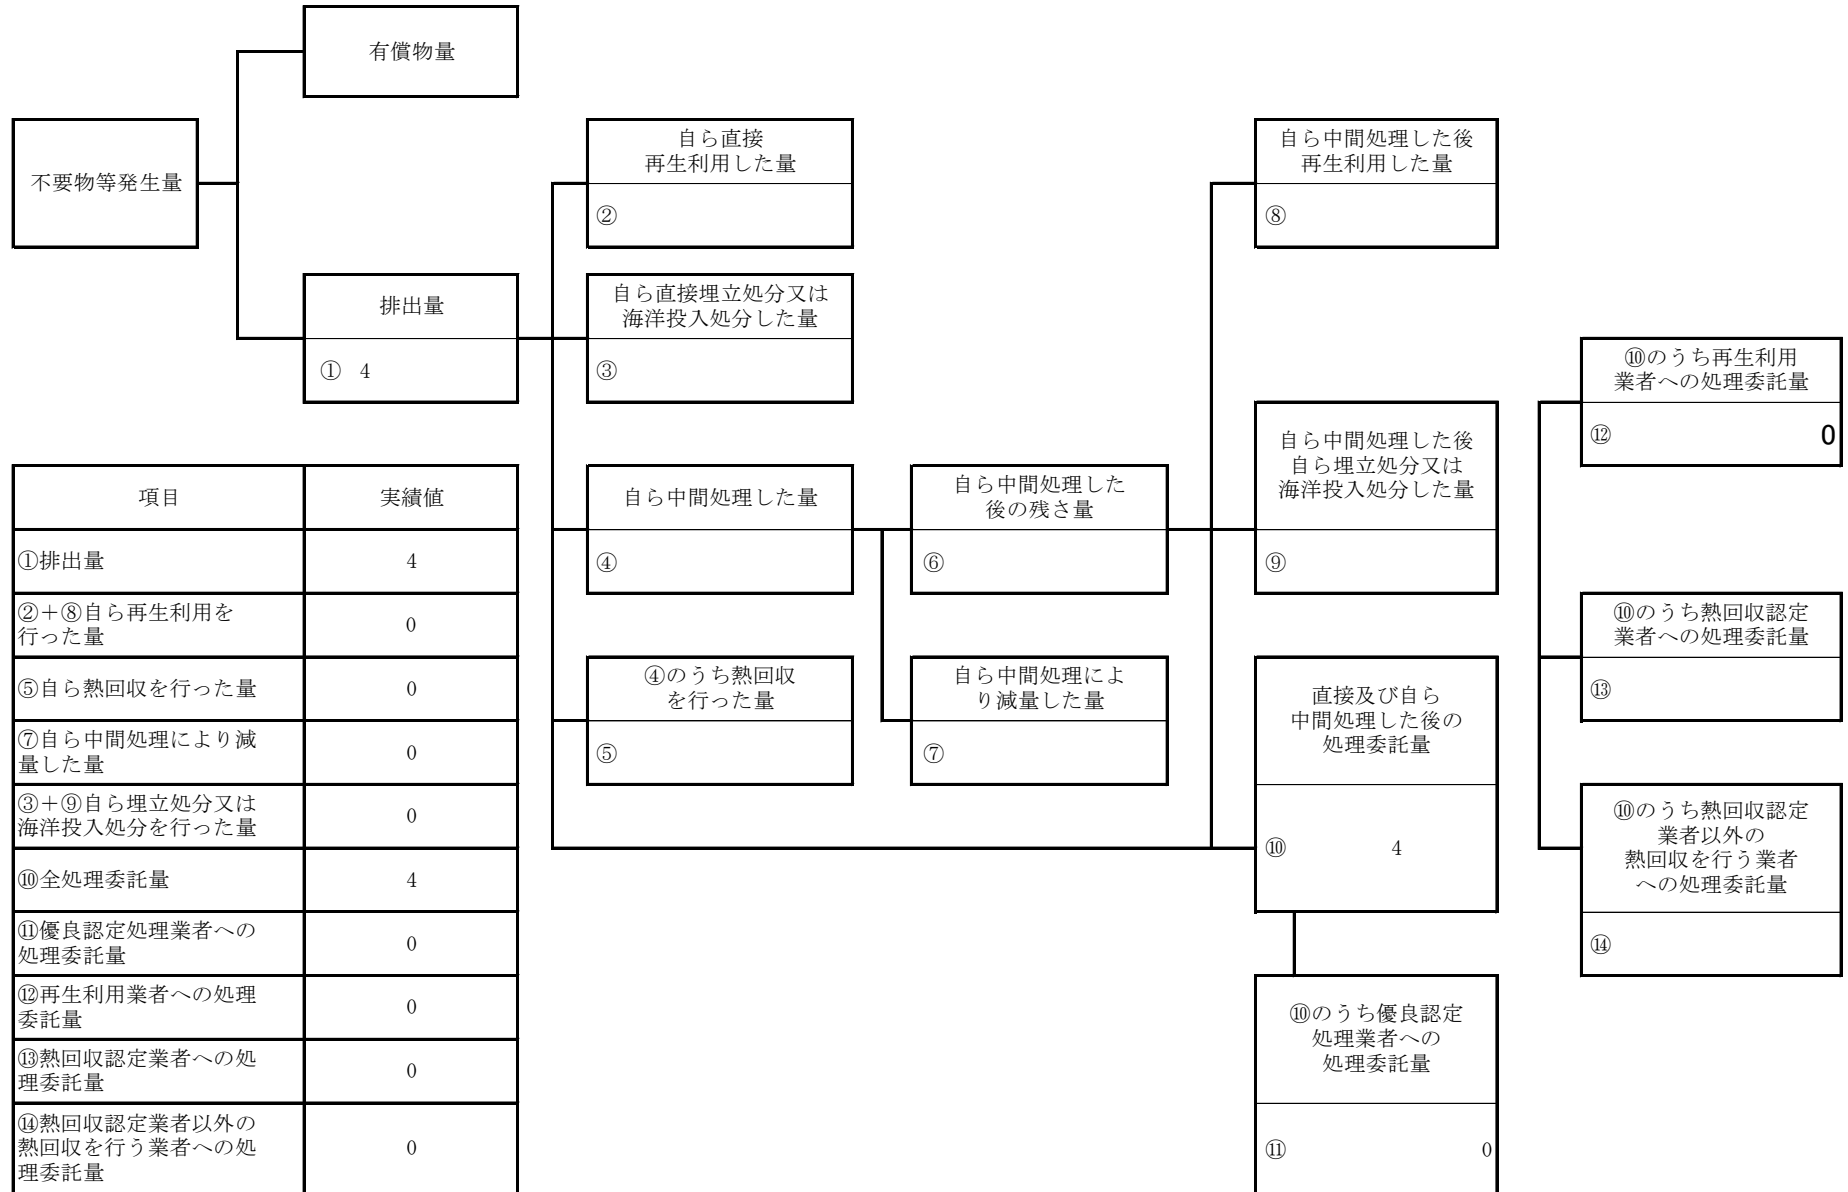 有償物量
不要物等発生量
自ら直接
再生利用した量
②
自ら中間処理した後
再生利用した量
⑧
排出量
① 4
自ら直接埋立処分又は
海洋投入処分した量
③
⑩のうち再生利用
業者への処理委託量
⑫ 0
自ら中間処理した量
④
自ら中間処理した
後の残さ量
⑥
自ら中間処理した後
自ら埋立処分又は
海洋投入処分した量
⑨
⑩のうち熱回収認定
業者への処理委託量
⑬
④のうち熱回収
を行った量
⑤
自ら中間処理によ
り減量した量
⑦
直接及び自ら
中間処理した後の
処理委託量
⑩ 4
⑩のうち熱回収認定
業者以外の
熱回収を行う業者
への処理委託量
⑭
⑩のうち優良認定
処理業者への
処理委託量
⑪ 0
項目 実績値
①排出量 4
②+⑧自ら再生利用を
行った量 0
⑤自ら熱回収を行った量 0
⑦自ら中間処理により減
量した量 0
③+⑨自ら埋立処分又は
海洋投入処分を行った量 0
⑩全処理委託量 4
⑪優良認定処理業者への
処理委託量 0
⑫再生利用業者への処理
委託量 0
⑬熱回収認定業者への処
理委託量 0
⑭熱回収認定業者以外の
熱回収を行う業者への処 0
理委託量